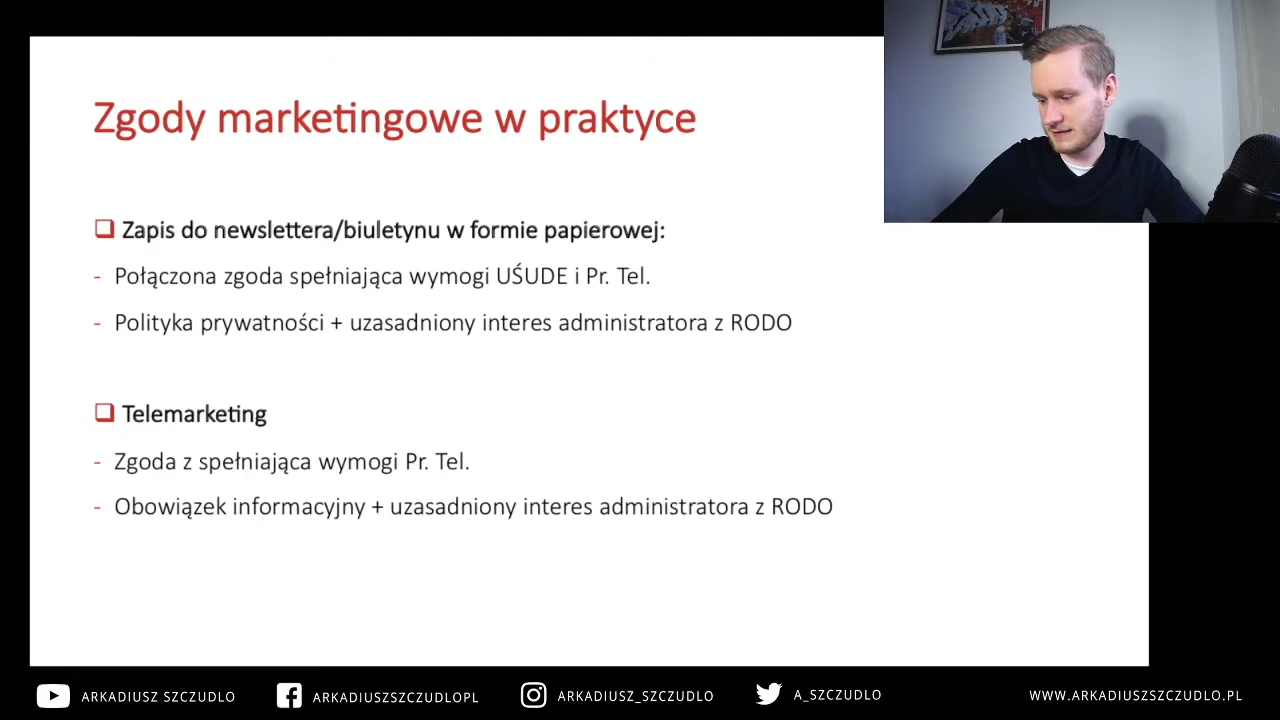 Zgody marketingowe w praktyce
❑ Zapis do newslettera/biuletynu w formie papierowej:
- Połączona zgoda spełniająca wymogi UŚUDE i Pr. Tel.
- Polityka prywatności + uzasadniony interes administratora z RODO
❑ Telemarketing
- Zgoda z spełniająca wymogi Pr. Tel.
- Obowiązek informacyjny + uzasadniony interes administratora z RODO
ARKADIUSZ SZCZUDLO
ARKADIUSZSZCZUDLOPL
ARKADIUSZ_SZCZUDLO
A_SZCZUDLO
WWW.ARKADIUSZSZCZUDLO.PL